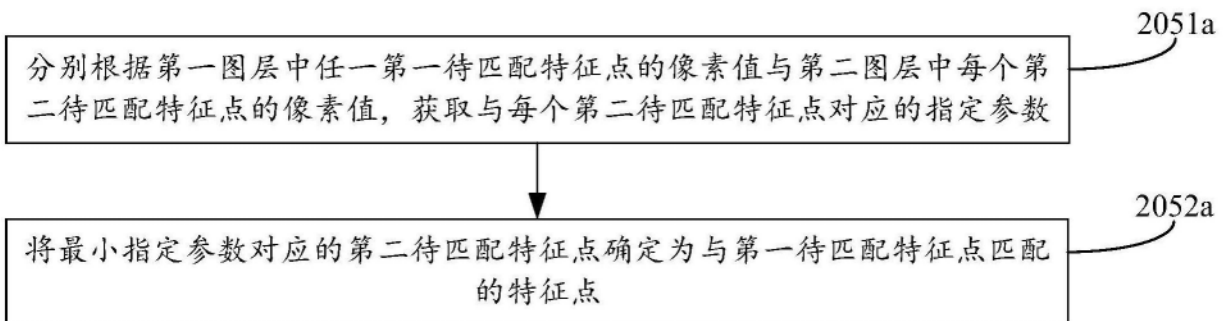 2051a
分别根据第一图层中任一第一待匹配特征点的像素值与第二图层中每个第
二待匹配特征点的像素值，获取与每个第二待匹配特征点对应的指定参数
2052a
将最小指定参数对应的第二待匹配特征点确定为与第一待匹配特征点匹配
的特征点